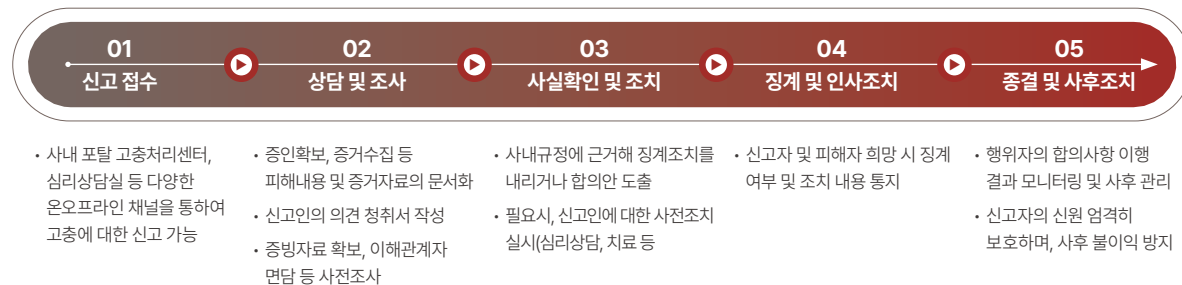 01
신고 접수
02
상담 및 조사
03
사실확인 및 조치
04
징계 및 인사조치
05
종결 및 사후조치
• 사내 포탈 고충처리센터,
심리상담실 등 다양한
온오프라인 채널을 통하여
고충에 대한 신고 가능
• 증인확보, 증거수집 등
피해내용 및 증거자료의 문서화
• 신고인의 의견 청취서 작성
• 증빙자료 확보, 이해관계자
면담 등 사전조사
• 사내규정에 근거해 징계조치를
내리거나 합의안 도출
• 필요시, 신고인에 대한 사전조치
실시(심리상담, 치료 등
• 신고자 및 피해자 희망 시 징계
여부 및 조치 내용 통지
• 행위자의 합의사항 이행
결과 모니터링 및 사후 관리
• 신고자의 신원 엄격히
보호하며, 사후 불이익 방지